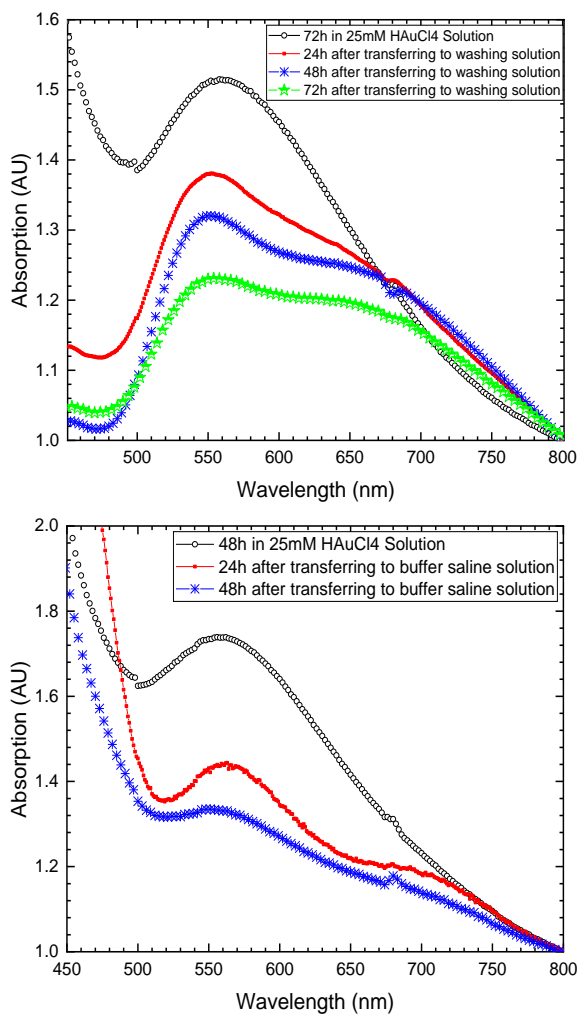 72h in 25mM HAuCl4 Solution
24h after transferring to washing solution
48h after transferring to washing solution
72h after transferring to washing solution
1.6
1.5
1.4
1.3
1.2
1.1
1.0
Absorption (AU)
500 550 600 650 700 750 800
Wavelength (nm)
48h in 25mM HAuCl4 Solution
24h after transferring to buffer saline solution
48h after transferring to buffer saline solution
2.0
1.8
1.6
1.4
1.2
1.0
Absorption (AU)
450 500 550 600 650 700 750 800
Wavelength (nm)